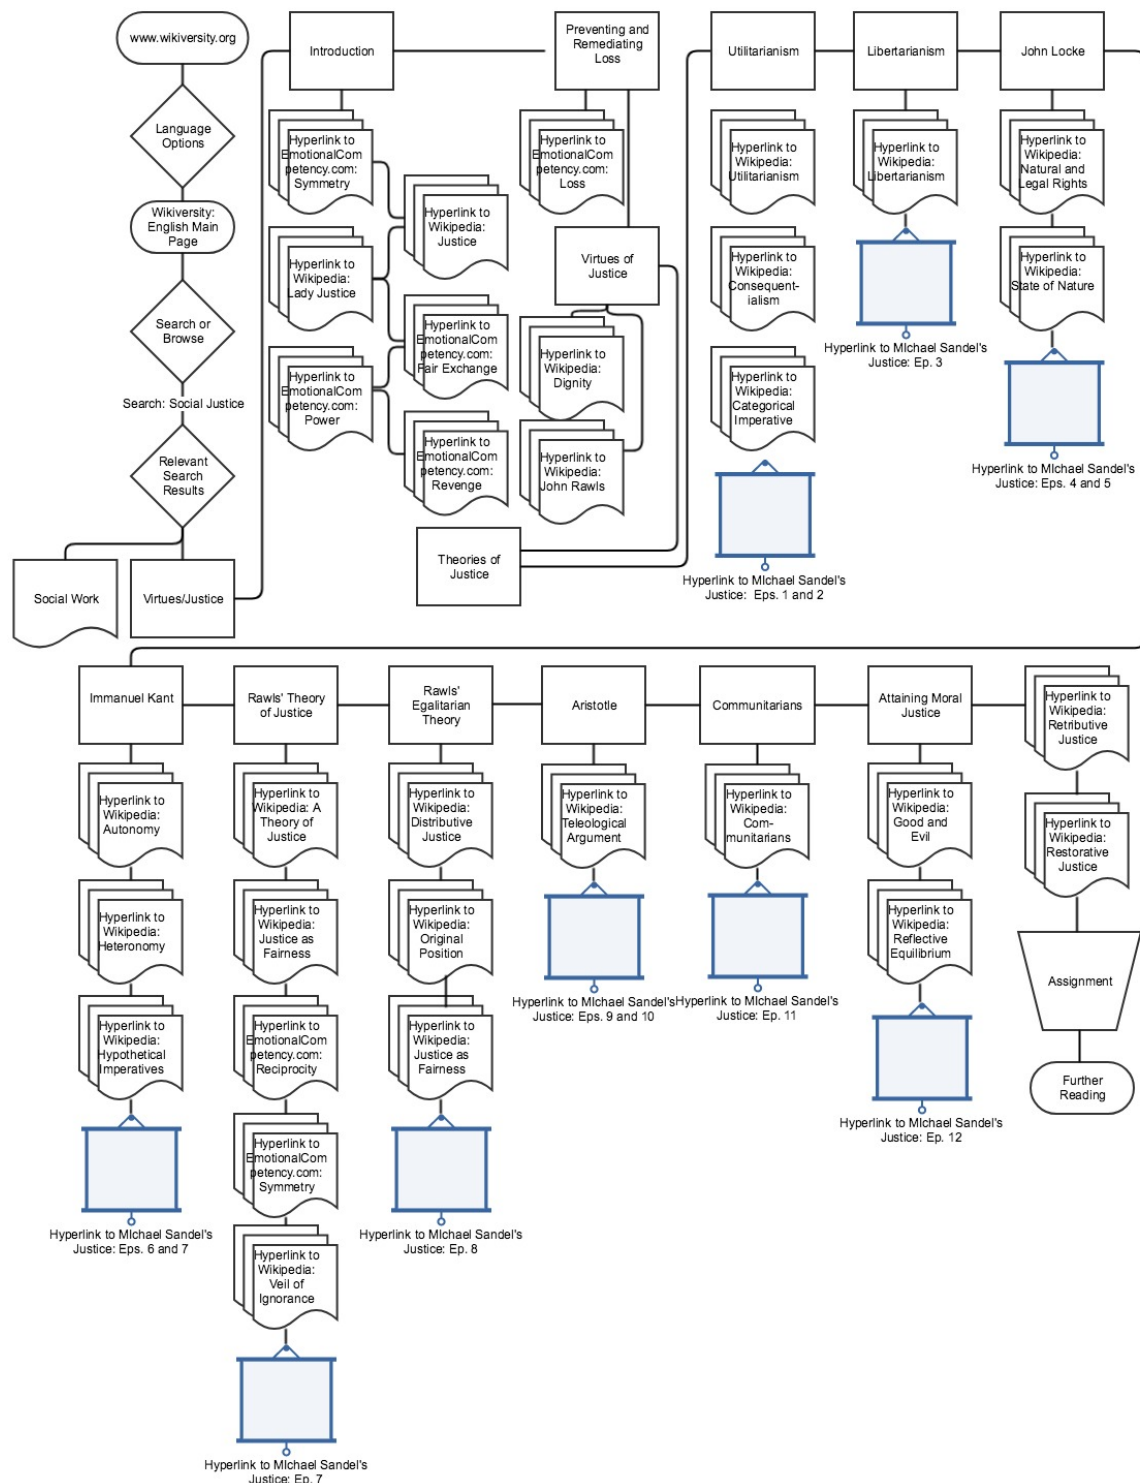 www.wikiversity.org
Language
Options
Wikiversity:
English Main
Page
Search or
Browse
Search: Social Justice
Relevant
Search
Results
Social Work
Virtues/Justice
Introduction
Hyperlink to
EmotionalCom
petency.com:
Symmetry
Hyperlink to
Wikipedia:
Lady Justice
Hyperlink to
EmotionalCom
petency.com:
Power
Hyperlink to
Wikipedia:
Justice
Hyperlink to
EmotionalCom
petency.com:
Fair Exchange
Hyperlink to
EmotionalCom
petency.com:
Revenge
Preventing and
Remediating
Loss
Hyperlink to
EmotionalCom
petency.com:
Loss
Virtues of
Justice
Hyperlink to
Wikipedia:
Dignity
Hyperlink to
Wikipedia:
John Rawls
Theories of
Justice
Utilitarianism
Hyperlink to
Wikipedia:
Utilitarianism
Hyperlink to
Wikipedia:
Consequent-
ialism
Hyperlink to
Wikipedia:
Categorical
Imperative
Hyperlink to MIchael Sandel's
Justice: Eps. 1 and 2
Libertarianism
Hyperlink to
Wikipedia:
Libertarianism
Hyperlink to MIchael Sandel's
Justice: Ep. 3
John Locke
Hyperlink to
Wikipedia:
Natural and
Legal Rights
Hyperlink to
Wikipedia:
State of Nature
Hyperlink to MIchael Sandel's
Justice: Eps. 4 and 5
Immanuel Kant
Hyperlink to
Wikipedia:
Autonomy
Hyperlink to
Wikipedia:
Heteronomy
Hyperlink to
Wikipedia:
Hypothetical
Imperatives
Hyperlink to MIchael Sandel's
Justice: Eps. 6 and 7
Rawls' Theory
of Justice
Hyperlink to
Wikipedia: A
Theory of
Justice
Hyperlink to
Wikipedia:
Justice as
Fairness
Hyperlink to
EmotionalCom
petency.com:
Reciprocity
Hyperlink to
EmotionalCom
petency.com:
Symmetry
Hyperlink to
Wikipedia:
Veil of
Ignorance
Hyperlink to MIchael Sandel's
Justice: Ep. 7
Rawls'
Egalitarian
Theory
Hyperlink to
Wikipedia:
Distributive
Justice
Hyperlink to
Wikipedia:
Original
Position
Hyperlink to
Wikipedia:
Justice as
Fairness
Hyperlink to MIchael Sandel's
Justice: Ep. 8
Aristotle
Hyperlink to
Wikipedia:
Teleological
Argument
Hyperlink to MIchael Sandel's
Justice: Eps. 9 and 10
Communitarians
Hyperlink to
Wikipedia:
Com-
munitarians
Hyperlink to MIchael Sandel's
Justice: Ep. 11
Attaining Moral
Justice
Hyperlink to
Wikipedia:
Good and
Evil
Hyperlink to
Wikipedia:
Reflective
Equilibrium
Hyperlink to MIchael Sandel's
Justice: Ep. 12
Hyperlink to
Wikipedia:
Retributive
Justice
Hyperlink to
Wikipedia:
Restorative
Justice
Assignment
Further
Reading